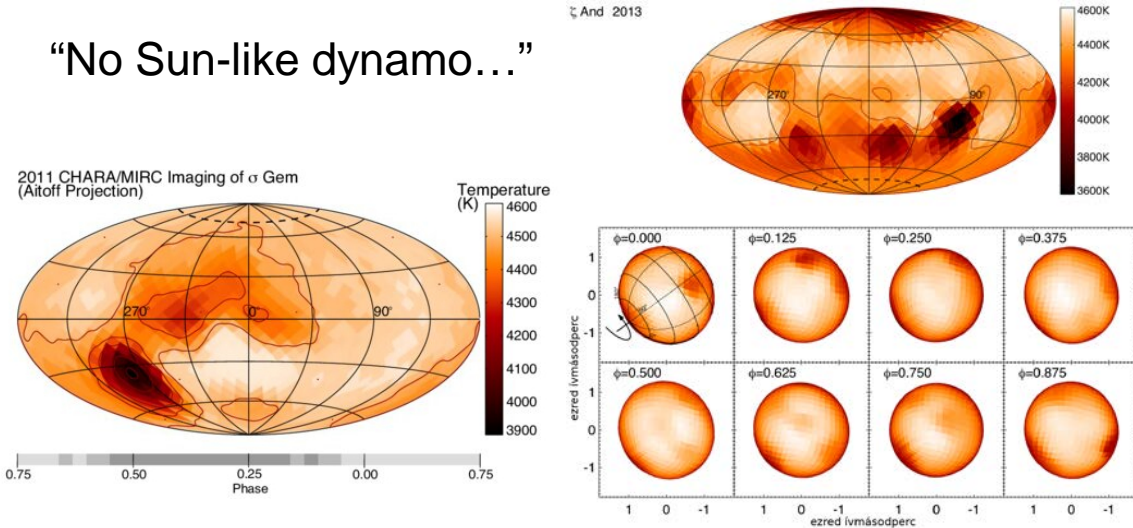 “No Sun-like dynamo…”
2011 CHARA/MIRC Imaging of σ Gem
(Aitoff Projection)
Temperature
(K)
4600
4500
4400
4300
4200
4100
4000
3900
270°
0°
90°
0.75
0.50
0.25
0.00
0.75
Phase
ζ And 2013
270°
90°
4600K
4400K
4200K
4000K
3800K
3600K
ϕ=0.000
ϕ=0.125
ϕ=0.250
ϕ=0.375
1
0
-1
ϕ=0.500
ϕ=0.625
ϕ=0.750
ϕ=0.875
1
0
-1
ezred ívmásodperc
1 0 -1
1 0 -1
1 0 -1
1 0 -1
ezred ívmásodperc